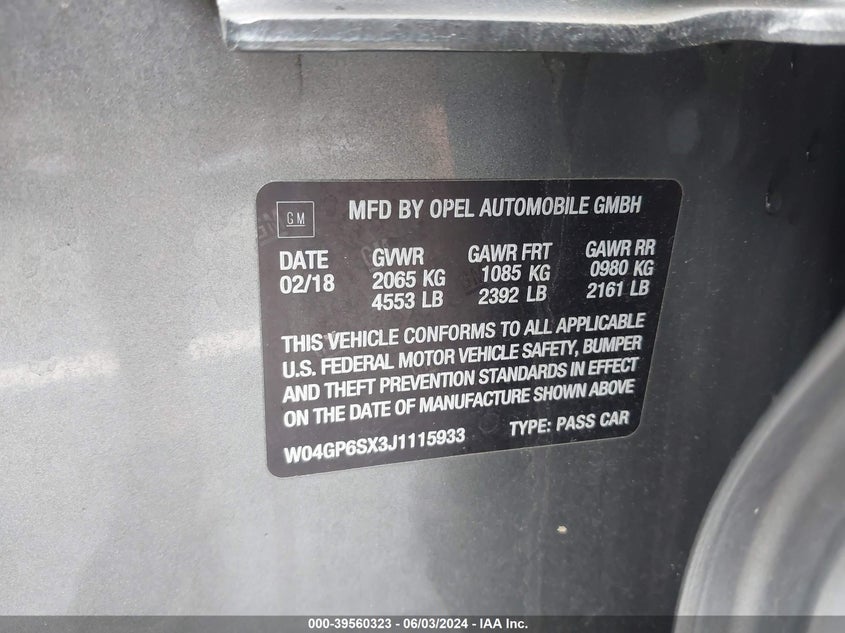 GM
MFD BY OPEL AUTOMOBILE GMBH
DATE GVWR GAWR FRT GAWR RR
02/18 2065 KG 1085 KG 0980 KG
4553 LB 2392 LB 2161 LB
THIS VEHICLE CONFORMS TO ALL APPLICABLE
U.S. FEDERAL MOTOR VEHICLE SAFETY, BUMPER
AND THEFT PREVENTION STANDARDS IN EFFECT
ON THE DATE OF MANUFACTURE SHOWN ABOVE
W04GP6SX3J1115933 TYPE: PASS CAR
000-39560323 - 06/03/2024 - IAA Inc.